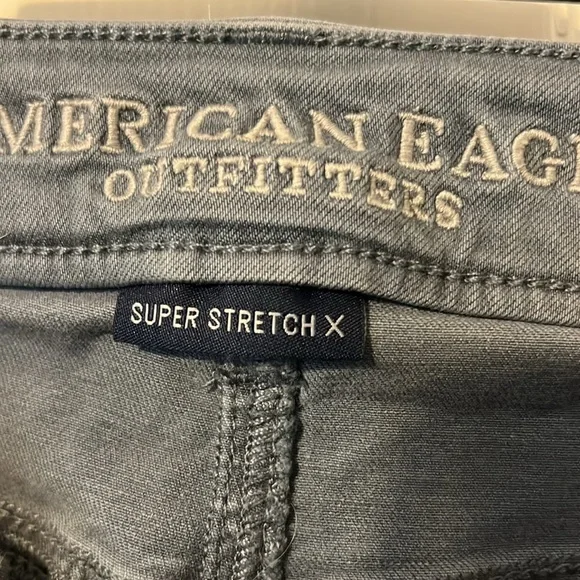 MERICAN EAG
OUTFITTERS
SUPER STRETCH X